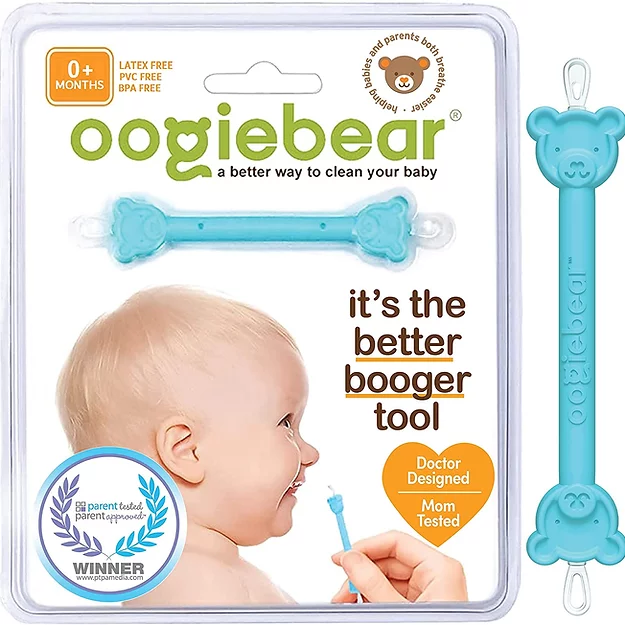 0+
MONTHS
LATEX FREE
PVC FREE
BPA FREE
helping babies and parents both breathe easier •
oogiebear®
a better way to clean your baby
it's the
better
booger
tool
Doctor
Designed
Mom
Tested
parent tested
parent approved™
WINNER
www.ptpamedia.com
oogiebear™